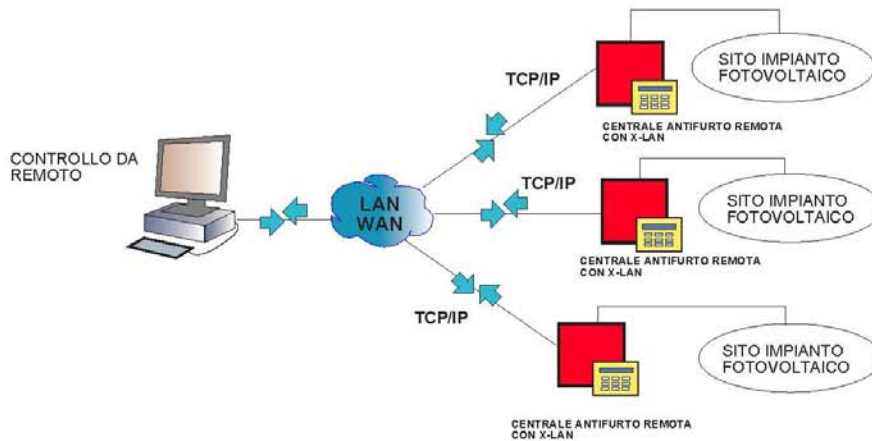 SITO IMPIANTO
FOTOVOLTAICO
TCP/IP
CENTRALE ANTIFURTO REMOTA
CON X-LAN
CONTROLLO DA
REMOTO
LAN
WAN
TCP/IP
SITO IMPIANTO
FOTOVOLTAICO
CENTRALE ANTIFURTO REMOTA
CON X-LAN
TCP/IP
SITO IMPIANTO
FOTOVOLTAICO
CENTRALE ANTIFURTO REMOTA
CON X-LAN